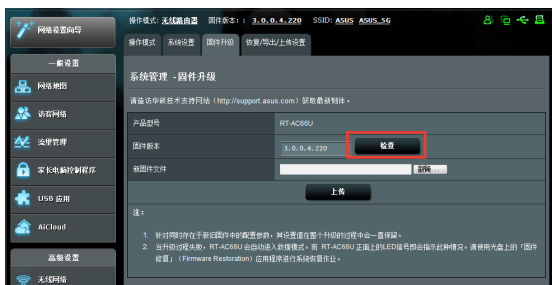 网络设置向导
操作模式: 无线路由器 固件版本: : 3.0.0.4.220 SSID: ASUS ASUS_5G
操作模式 系统设置 固件升级 恢复/导出/上传设置
一般设置
网络地图
访客网络
流量管理
家长电脑控制程序
USB 应用
AiCloud
高级设置
无线网络
系统管理 - 固件升级
请造访华硕技术支持网站 (http://support.asus.com) 获取最新韧体。
产品型号 RT-AC66U
固件版本 3.0.0.4.220 检查
新固件文件 浏览...
上传
注:
1. 针对同时存在于新旧固件中的配置参数,其设置值在整个升级的过程中会一直保留。
2. 当升级过程失败,RT-AC66U 会自动进入救援模式。而 RT-AC66U 正面上的LED信号即会指示此种情况。请使用光盘上的「固件
修复」(Firmware Restoration) 应用程序进行系统恢复作业。